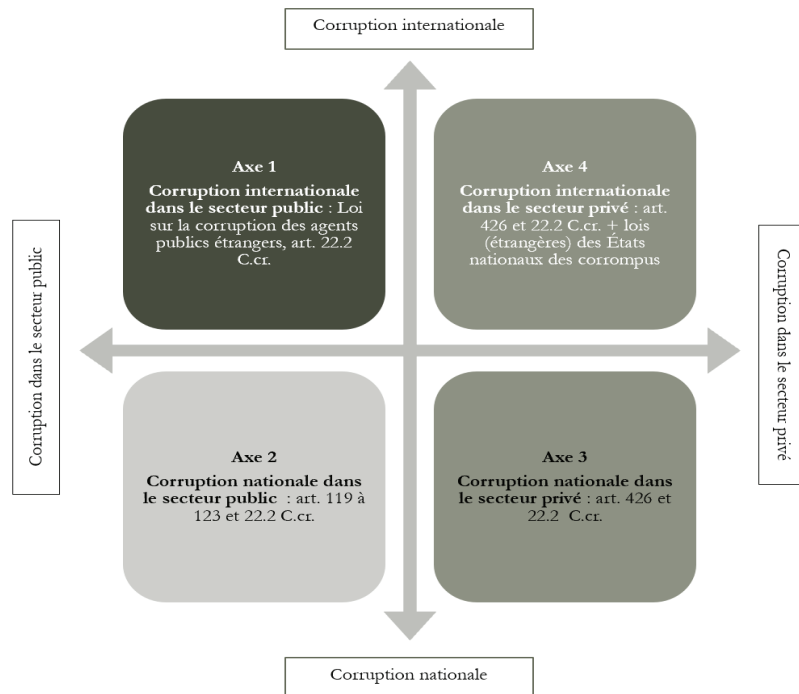 Corruption internationale
Axe 1
Corruption internationale
dans le secteur public : Loi
sur la corruption des agents
publics étrangers, art. 22.2
C.cr.
Axe 4
Corruption internationale
dans le secteur privé : art.
426 et 22.2 C.cr. + lois
(étrangères) des États
nationaux des corrompus
Corruption dans le secteur public
Corruption dans le secteur
privé
Axe 2
Corruption nationale dans
le secteur public : art. 119 à
123 et 22.2 C.cr.
Axe 3
Corruption nationale dans
le secteur privé : art. 426 et
22.2 C.cr.
Corruption nationale